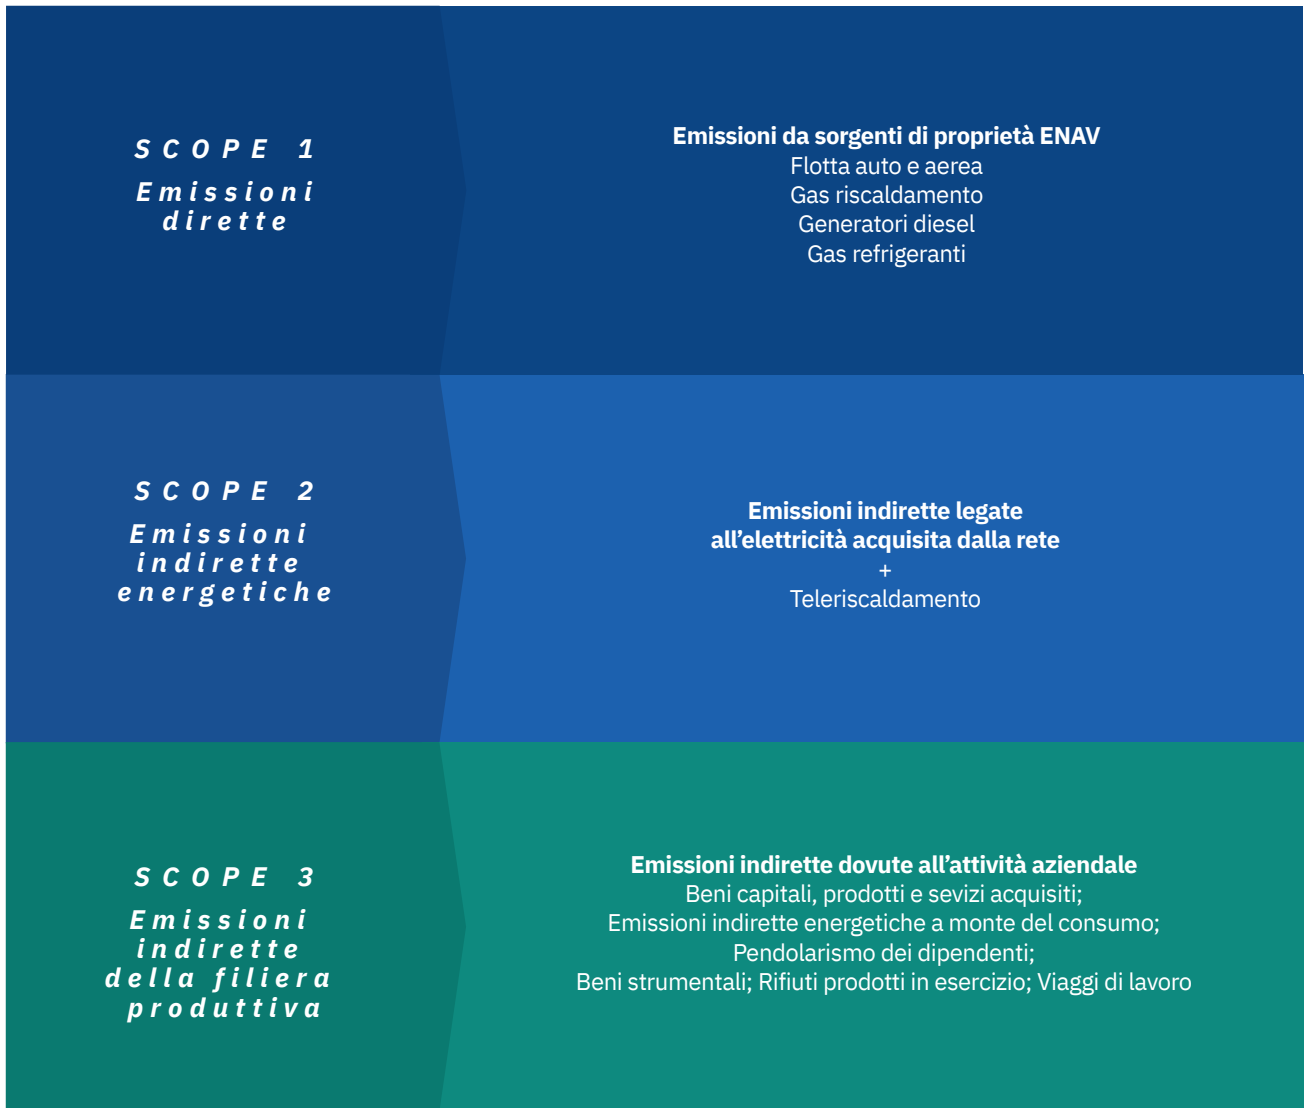 SCOPE 1
Emissioni
dirette
Emissioni da sorgenti di proprietà ENAV
Flotta auto e aerea
Gas riscaldamento
Generatori diesel
Gas refrigeranti
SCOPE 2
Emissioni
indirette
energetiche
Emissioni indirette legate
all’elettricità acquisita dalla rete
+
Teleriscaldamento
SCOPE 3
Emissioni
indirette
della filiera
produttiva
Emissioni indirette dovute all’attività aziendale
Beni capitali, prodotti e sevizi acquisiti;
Emissioni indirette energetiche a monte del consumo;
Pendolarismo dei dipendenti;
Beni strumentali; Rifiuti prodotti in esercizio; Viaggi di lavoro